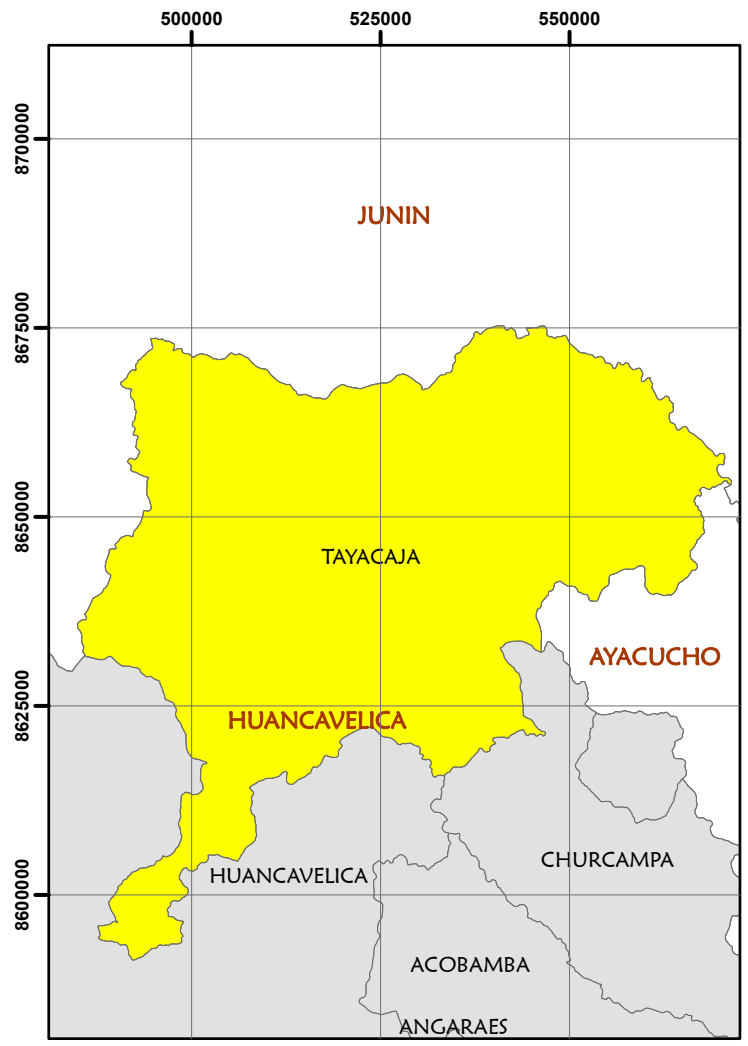 500000 525000 550000
8700000
JUNIN
8675000
8650000
TAYACAJA
AYACUCHO
8625000
HUANCAVELICA
CHURCAMPA
HUANCAVELICA
8600000
ACOBAMBA
ANGARAES